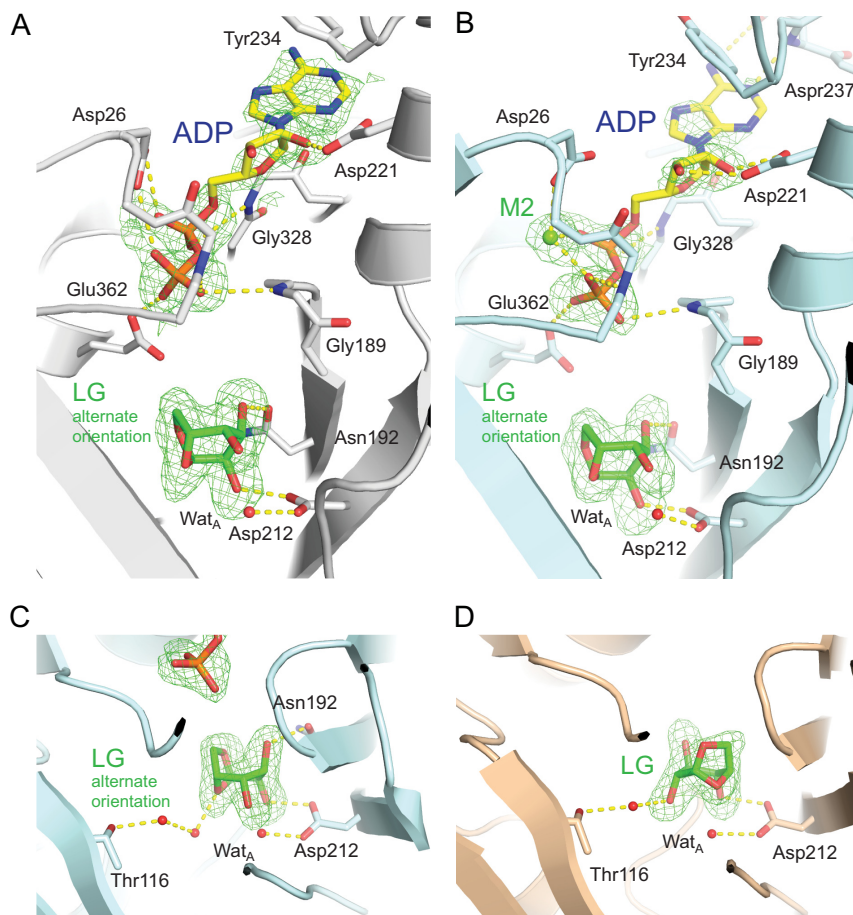 A
Tyr234
Asp26
ADP
Asp221
Gly328
Glu362
Gly189
LG
alternate
orientation
Asn192
WatA
Asp212
B
Tyr234
Asp26
ADP
Aspr237
Asp221
M2
Gly328
Glu362
Gly189
LG
alternate
orientation
Asn192
WatA
Asp212
C
Asn192
LG
alternate
orientation
WatA
Asp212
Thr116
D
LG
WatA
Asp212
Thr116